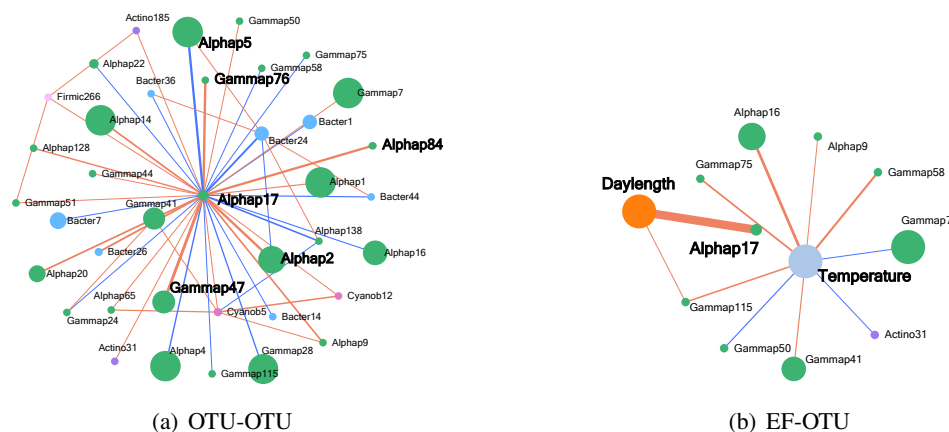 Actino185
Gammap50
Alphap5
Alphap22
Gammap75
Gammap58
Bacter36
Gammap76
Firmic266
Gammap7
Alphap14
Bacter1
Bacter24
Alphap128
Alphap84
Gammap44
Alphap1
Alphap17
Bacter44
Gammap51
Gammap41
Bacter7
Alphap138
Bacter26
Alphap16
Alphap2
Alphap20
Gammap47
Cyanob12
Alphap65
Gammap24
Cyanob5
Bacter14
Alphap9
Actino31
Alphap4
Gammap28
Gammap115
(a) OTU-OTU
Alphap16
Alphap9
Gammap75
Gammap58
Daylength
Gammap7
Alphap17
Temperature
Gammap115
Actino31
Gammap50
Gammap41
(b) EF-OTU